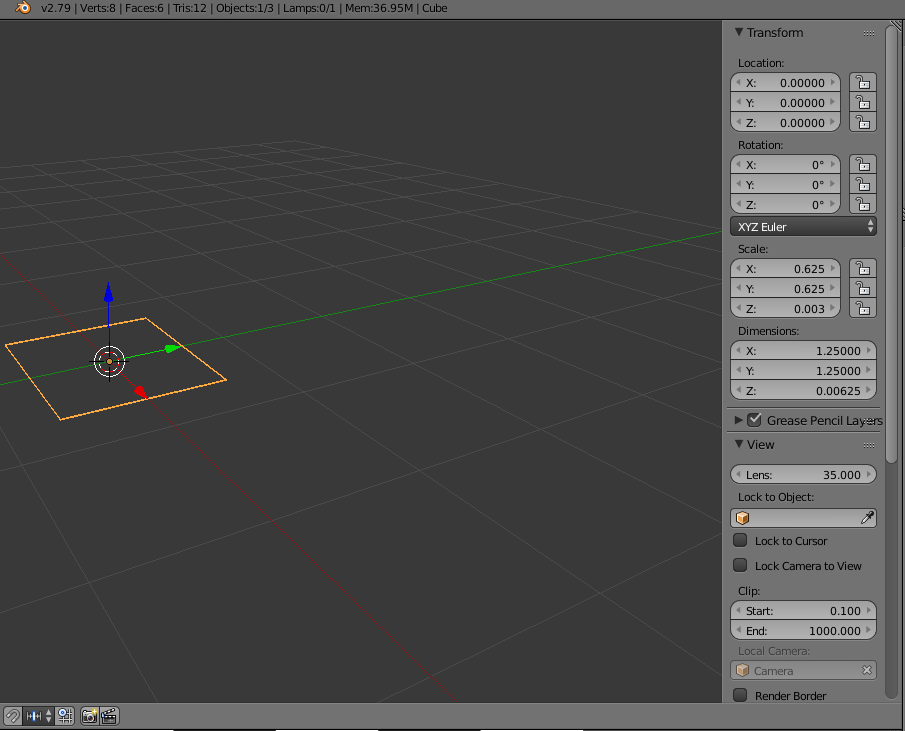 v2.79 | Verts:8 | Faces:6 | Tris:12 | Objects:1/3 | Lamps:0/1 | Mem:36.95M | Cube
Transform
Location:
X: 0.00000
Y: 0.00000
Z: 0.00000
Rotation:
X: 0°
Y: 0°
Z: 0°
XYZ Euler
Scale:
X: 0.625
Y: 0.625
Z: 0.003
Dimensions:
X: 1.25000
Y: 1.25000
Z: 0.00625
Grease Pencil Layers
View
Lens: 35.000
Lock to Object:
Lock to Cursor
Lock Camera to View
Clip:
Start: 0.100
End: 1000.000
Local Camera:
Camera
Render Border